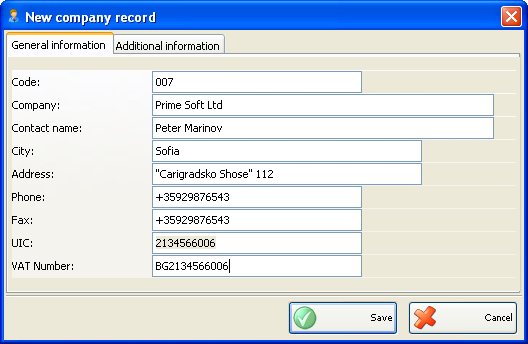 New company record
General information Additional information
Code: 007
Company: Prime Soft Ltd
Contact name: Peter Marinov
City: Sofia
Address: "Carigradsko Shose" 112
Phone: +35929876543
Fax: +35929876543
UIC: 2134566006
VAT Number: BG2134566006
Save Cancel